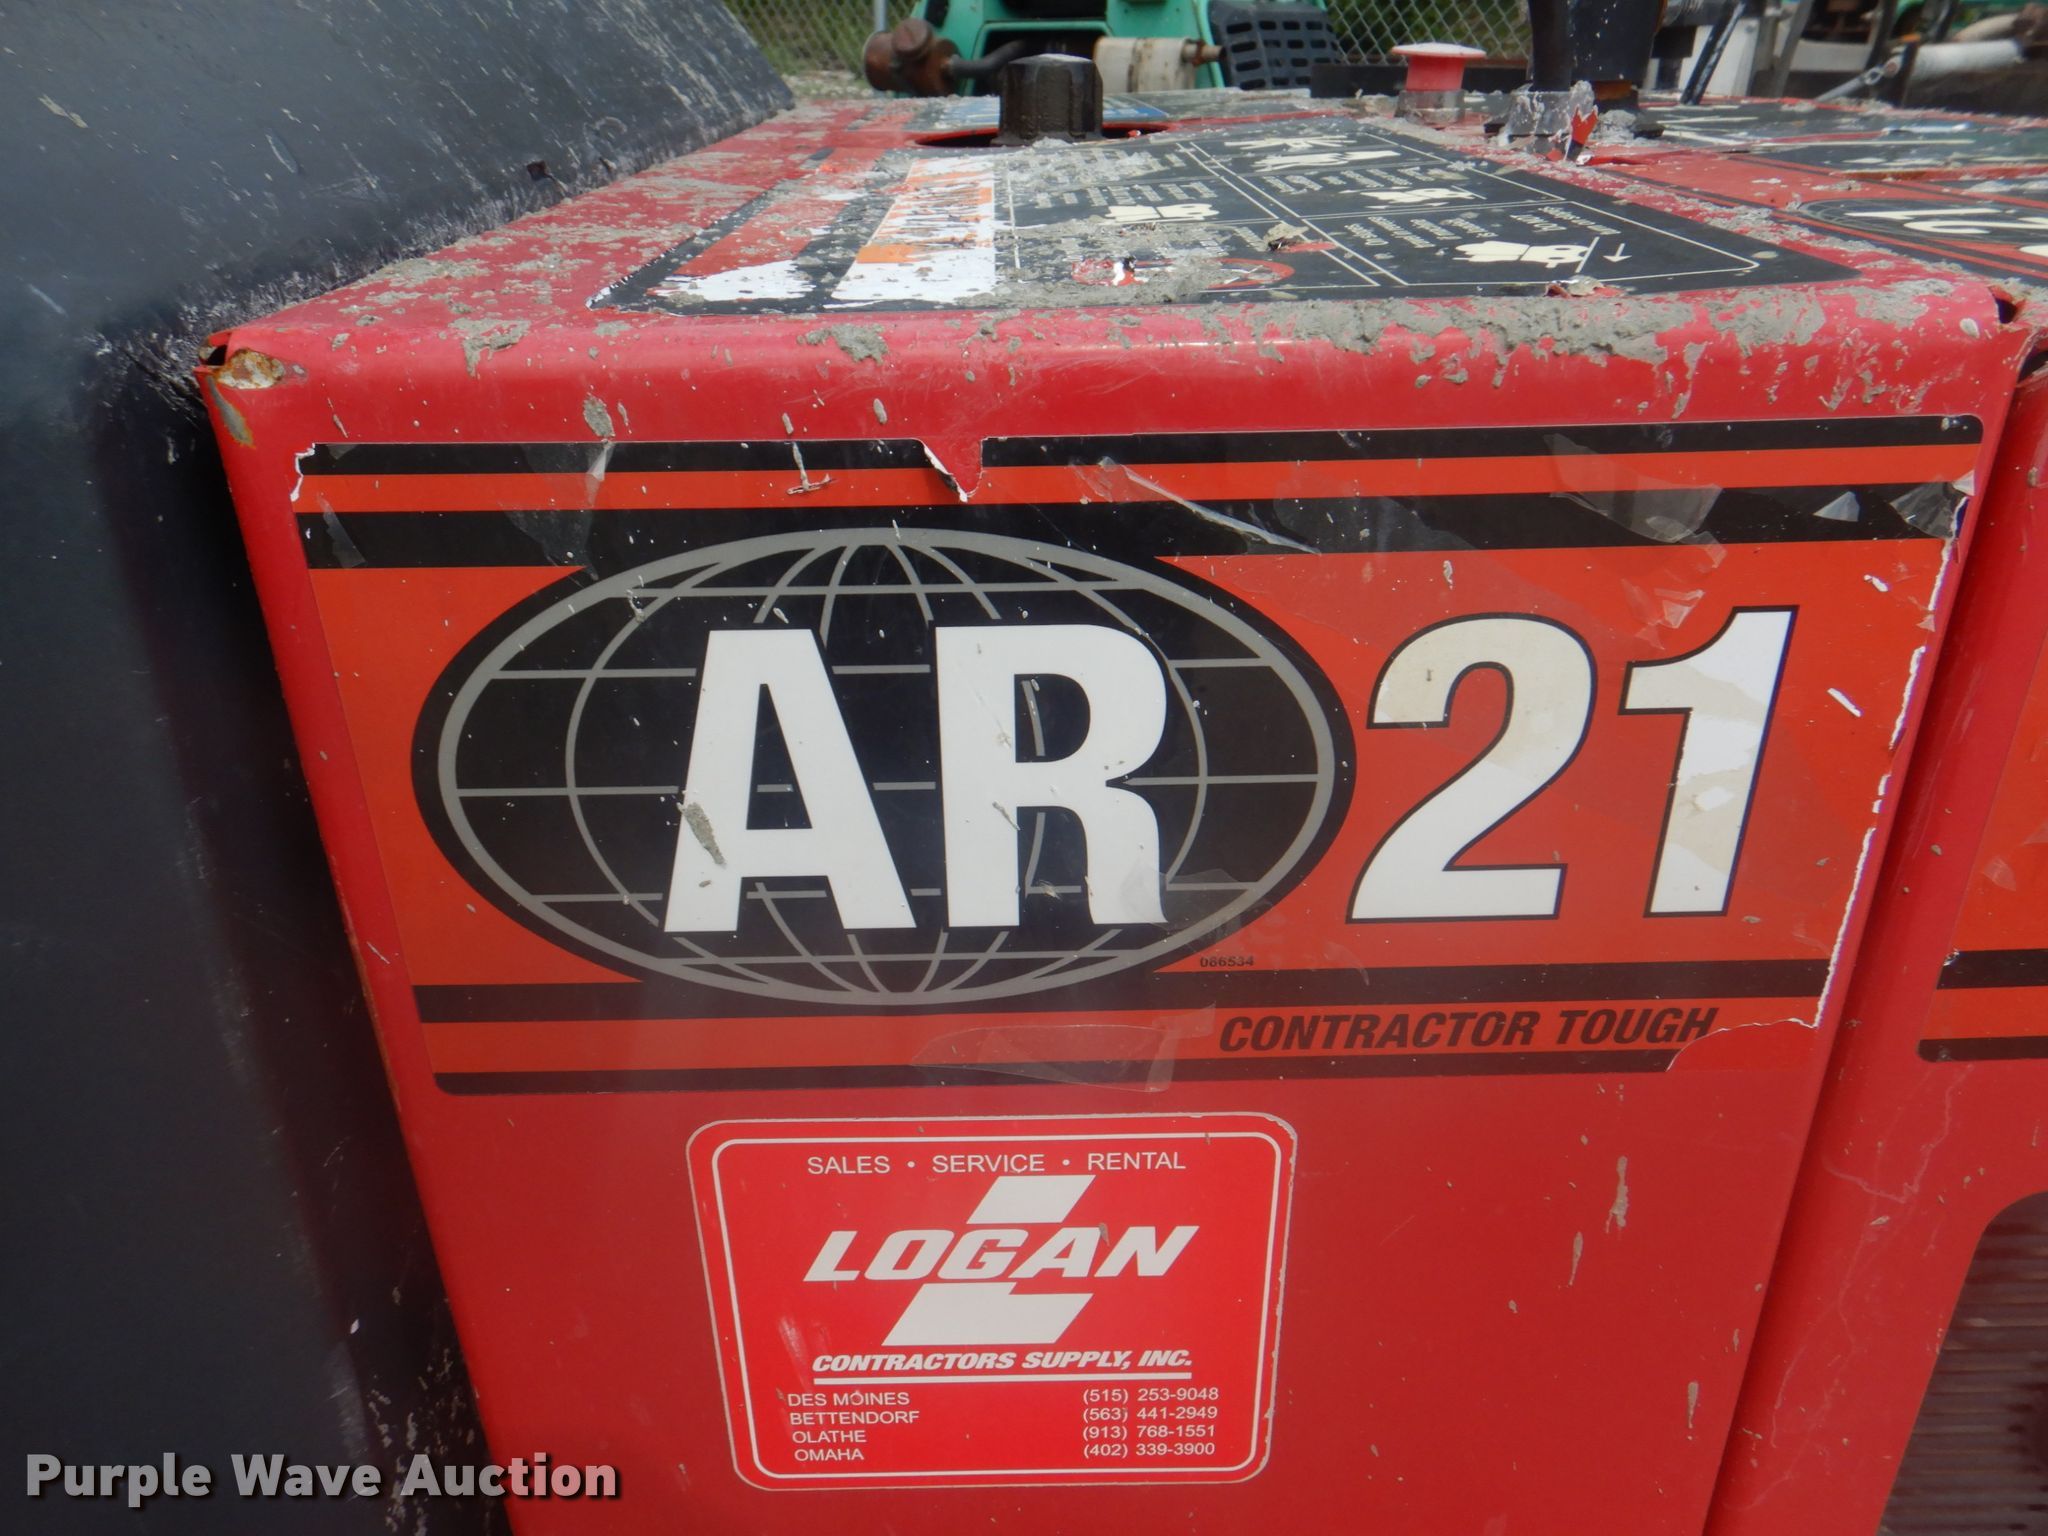 AR 21
066534
CONTRACTOR TOUGH
SALES • SERVICE • RENTAL
LOGAN
CONTRACTORS SUPPLY, INC.
DES MOINES (515) 253-9048
BETTENDORF (563) 441-2949
OLATHE (913) 768-1551
OMAHA (402) 339-3900
Purple Wave Auction